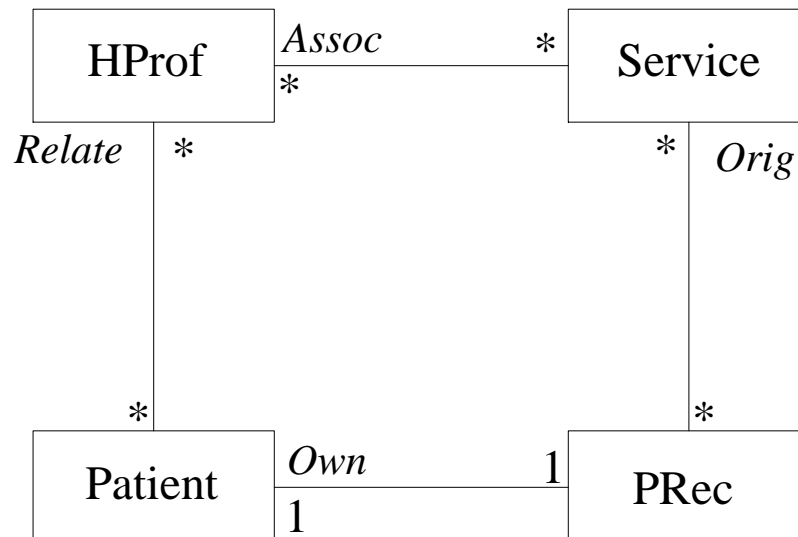 HProf
Assoc
*
*
Service
Relate
*
*
Orig
*
*
Patient
Own
1
1
PRec